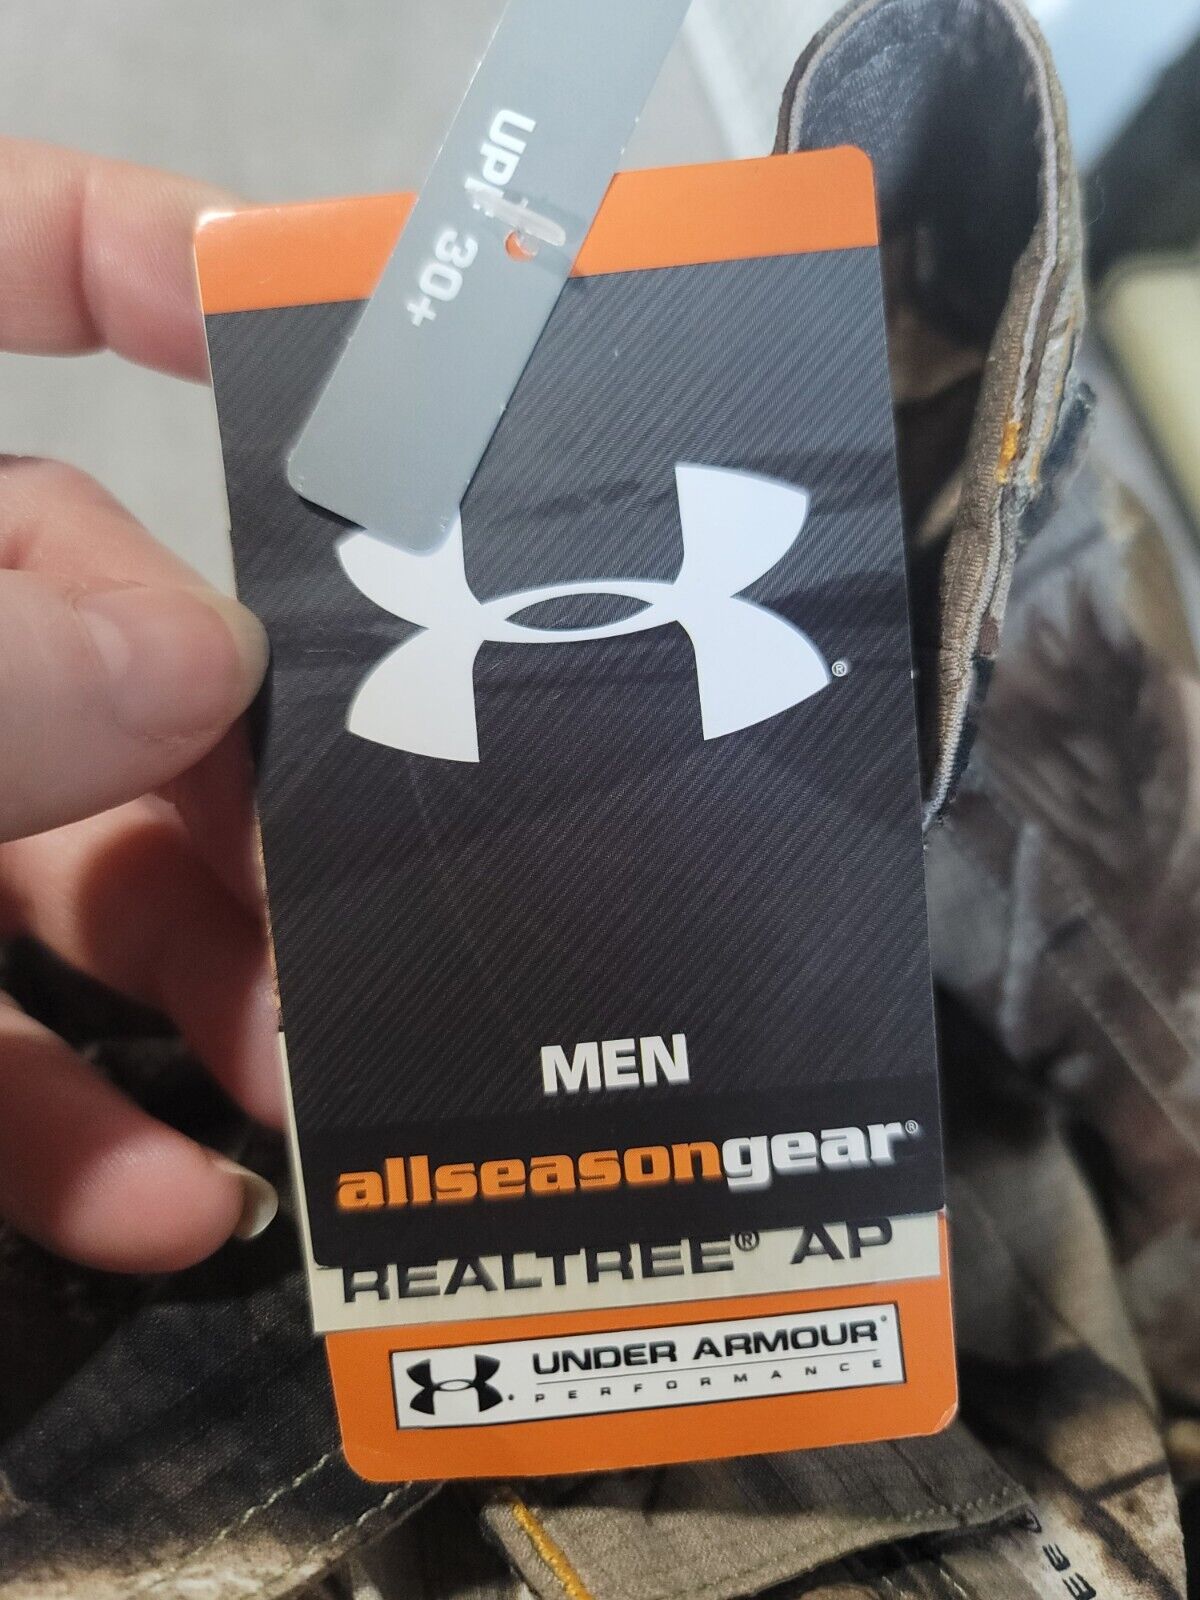 UPF 30+
®
MEN
allseasongear®
REALTREE® AP
UNDER ARMOUR®
PERFORMANCE